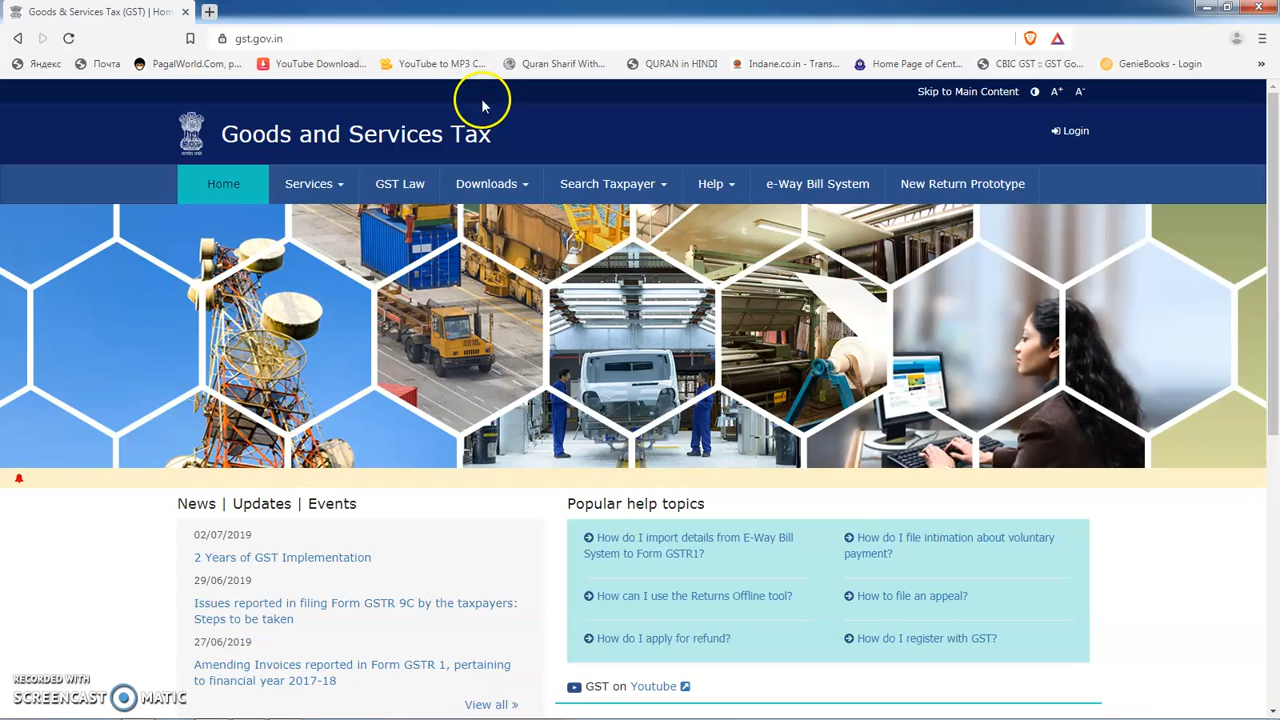 Goods & Services Tax (GST) | Hom
gst.gov.in
Яндекс
Почта
PagalWorld.Com, p...
YouTube Download...
YouTube to MP3 C...
Quran Sharif With...
QURAN in HINDI
Indane.co.in - Trans...
Home Page of Cent...
CBIC GST :: GST Go...
GenieBooks - Login
»
Skip to Main Content
A+
A-
Goods and Services Tax
Login
Home
Services
GST Law
Downloads
Search Taxpayer
Help
e-Way Bill System
New Return Prototype
News | Updates | Events
02/07/2019
2 Years of GST Implementation
29/06/2019
Issues reported in filing Form GSTR 9C by the taxpayers:
Steps to be taken
27/06/2019
Amending Invoices reported in Form GSTR 1, pertaining
to financial year 2017-18
View all »
Popular help topics
How do I import details from E-Way Bill
System to Form GSTR1?
How can I use the Returns Offline tool?
How do I apply for refund?
How do I file intimation about voluntary
payment?
How to file an appeal?
How do I register with GST?
GST on Youtube
RECORDED WITH
SCREENCAST MATIC